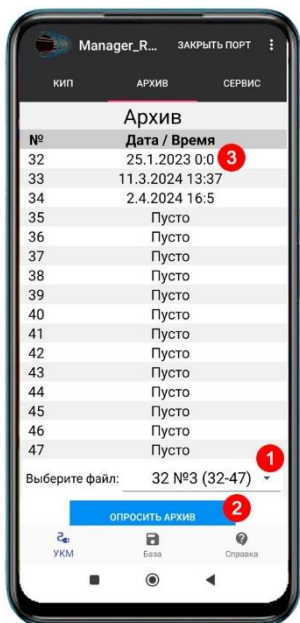 Manager_R... ЗАКРЫТЬ ПОРТ
КИП АРХИВ СЕРВИС
Архив
№ Дата / Время
32 25.1.2023 0:0 3
33 11.3.2024 13:37
34 2.4.2024 16:5
35 Пусто
36 Пусто
37 Пусто
38 Пусто
39 Пусто
40 Пусто
41 Пусто
42 Пусто
43 Пусто
44 Пусто
45 Пусто
46 Пусто
47 Пусто
1
Выберите файл: 32 №3 (32-47)
ОПРОСИТЬ АРХИВ 2
УКМ База Справка